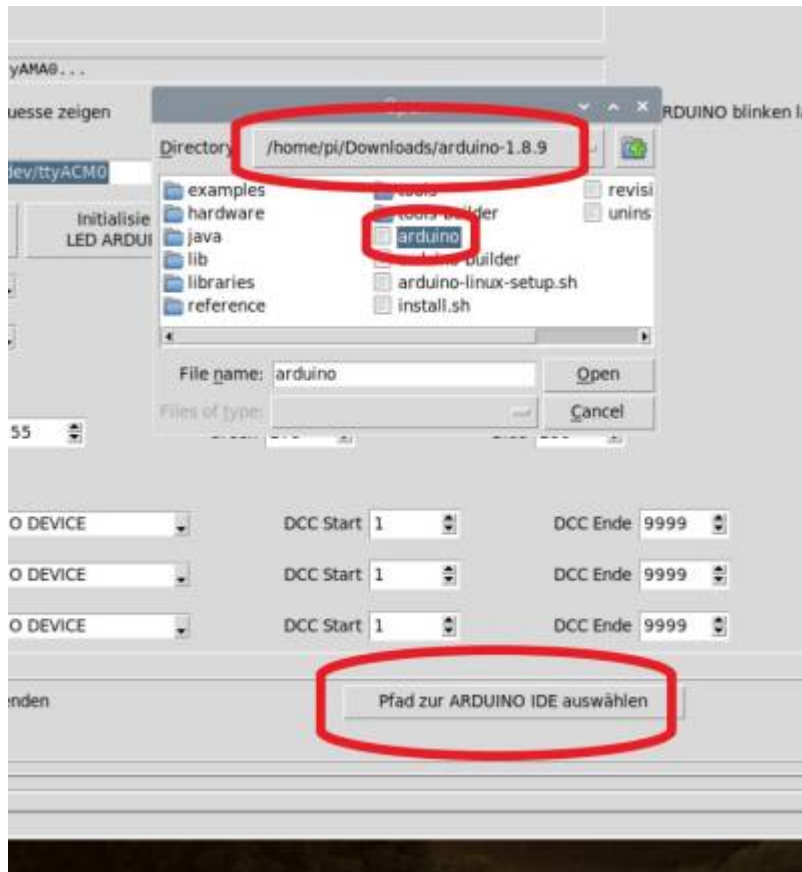 yAMA0...
uesse zeigen
RDUINO blinken l
Directory
/home/pi/Downloads/arduino-1.8.9
dev/ttyACM0
examples
hardware
java
lib
libraries
reference
arduino
arduino-linux-setup.sh
install.sh
revisi
unins
Initialisie
LED ARDUI
File name: arduino
Open
Files of type:
Cancel
55
O DEVICE DCC Start 1 DCC Ende 9999
O DEVICE DCC Start 1 DCC Ende 9999
O DEVICE DCC Start 1 DCC Ende 9999
enden
Pfad zur ARDUINO IDE auswählen